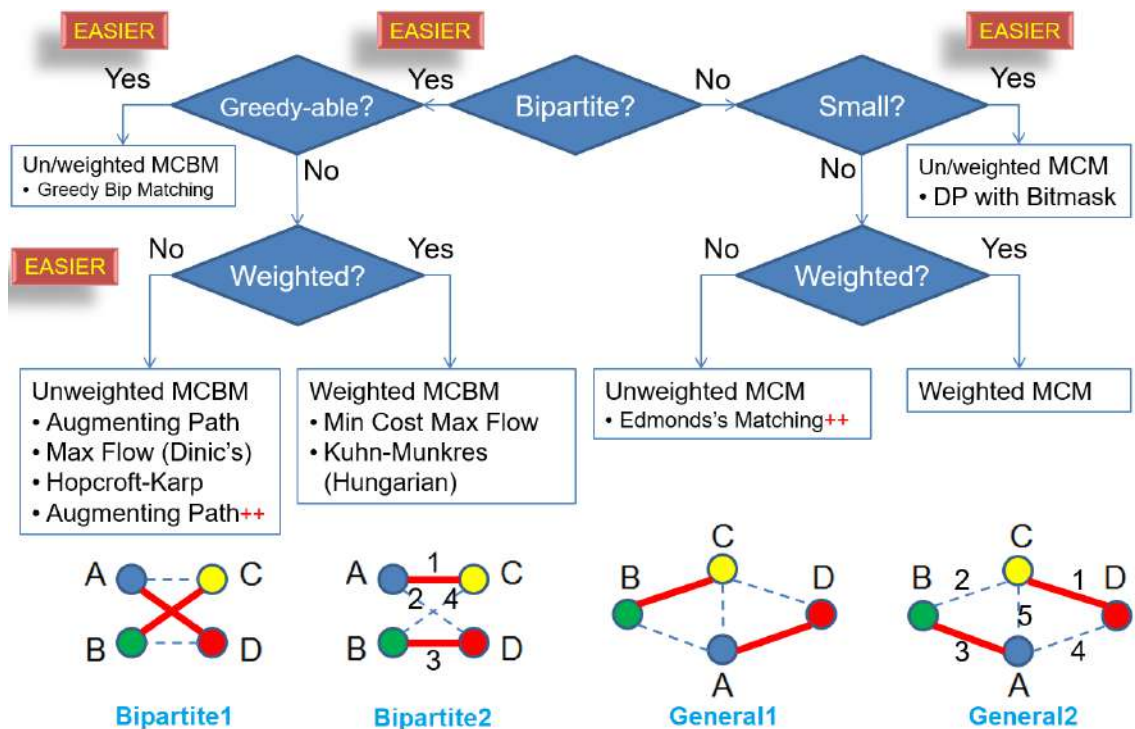 EASIER
EASIER
EASIER
Yes
Yes
No
Yes
Greedy-able?
Bipartite?
Small?
Un/weighted MCBM
• Greedy Bip Matching
No
No
Un/weighted MCM
• DP with Bitmask
EASIER
No
Yes
No
Yes
Weighted?
Weighted?
Unweighted MCBM
• Augmenting Path
• Max Flow (Dinic's)
• Hopcroft-Karp
• Augmenting Path++
Weighted MCBM
• Min Cost Max Flow
• Kuhn-Munkres
(Hungarian)
Unweighted MCM
• Edmonds's Matching++
Weighted MCM
A
C
B
D
Bipartite1
A
1
C
2
4
B
3
D
Bipartite2
C
B
D
A
General1
C
B
2
1
D
5
3
4
A
General2